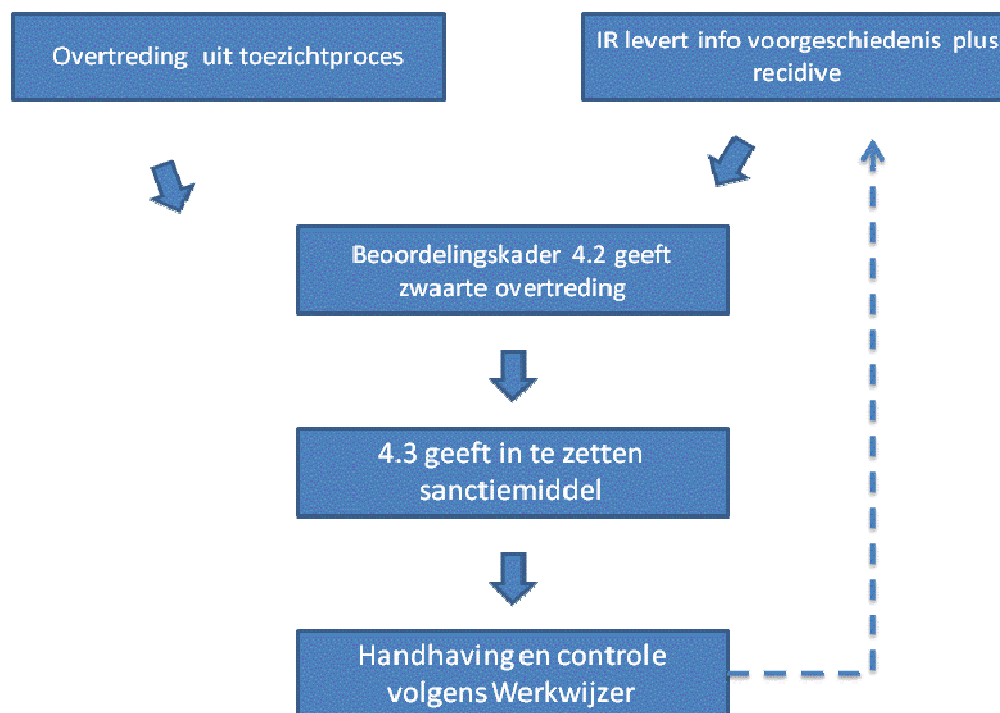 Overtreding uit toezichtproces
IR levert info voorgeschiedenis plus
recidive
Beoordelingskader 4.2 geeft
zwaarte overtreding
4.3 geeft in te zetten
sanctiemiddel
Handhaving en controle
volgens Werkwijzer